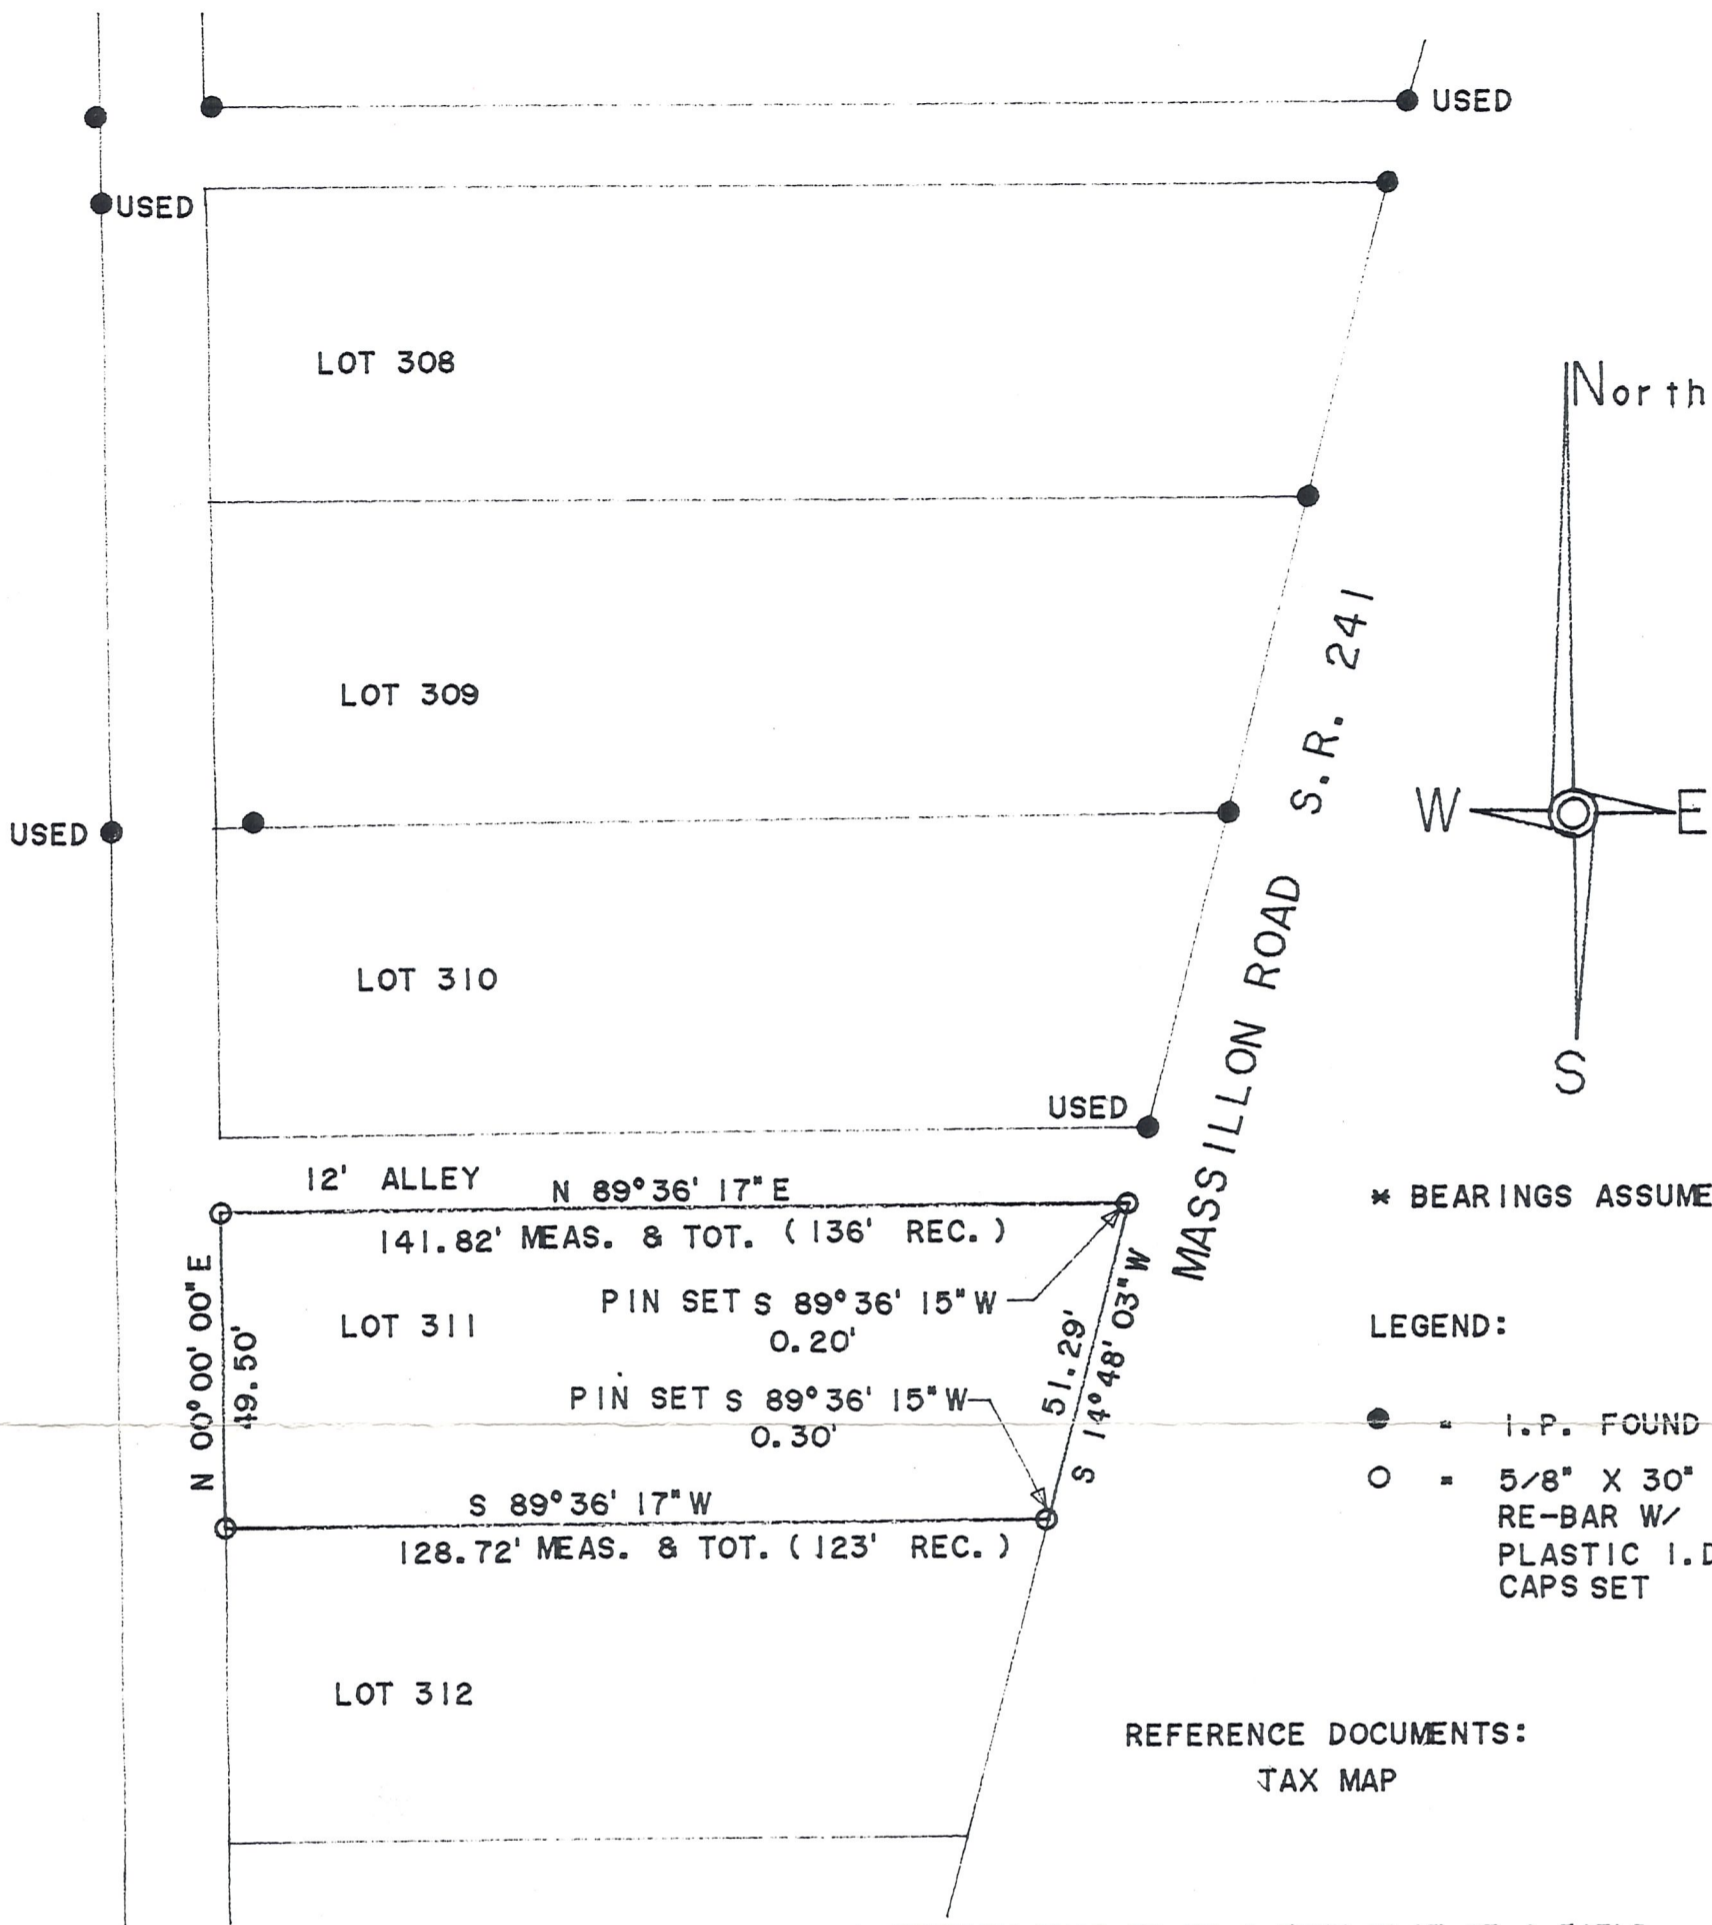 USED
USED
LOT 308
North
LOT 309
S.R. 241
W
E
USED
MASSILLON ROAD
LOT 310
S
USED
12' ALLEY
N 89°36' 17" E
141.82' MEAS. & TOT. (136' REC.)
* BEARINGS ASSUME
N 00°00' 00" E
49.50'
LOT 311
PIN SET S 89°36' 15" W
0.20'
51.29'
S 14°48' 03" W
PIN SET S 89°36' 15" W
0.30'
LEGEND:
= I.P. FOUND
= 5/8" X 30"
RE-BAR W/
PLASTIC I.D
CAPS SET
S 89°36' 17" W
128.72' MEAS. & TOT. (123' REC.)
LOT 312
REFERENCE DOCUMENTS:
TAX MAP